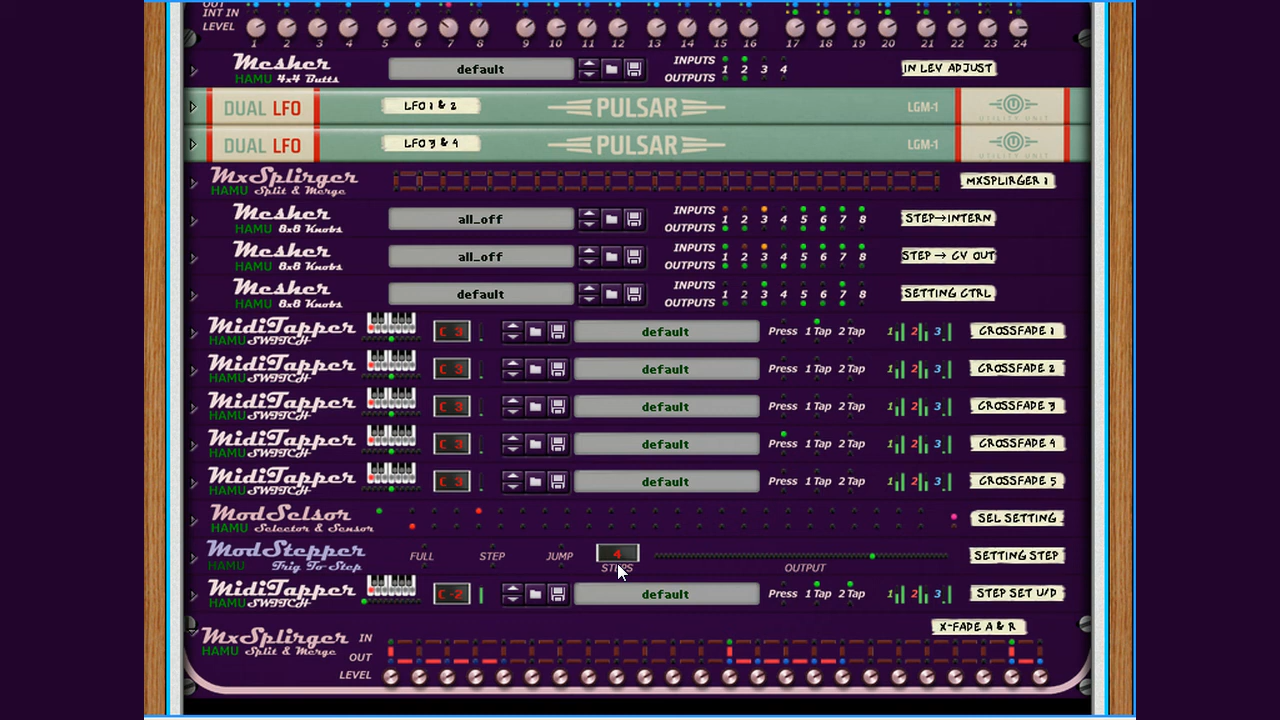 OUT
INT IN
LEVEL
1 2 3 4 5 6 7 8 9 10 11 12 13 14 15 16 17 18 19 20 21 22 23 24
Mesher
HAMU 4x4 Butts
default
INPUTS
1 2 3 4
OUTPUTS
IN LEV ADJUST
DUAL LFO
LFO 1 & 2
PULSAR
LGM-1
U
UTILITY UNIT
DUAL LFO
LFO 3 & 4
PULSAR
LGM-1
U
UTILITY UNIT
MxSplirger
HAMU Split & Merge
MXSPLIRGER 1
Mesher
HAMU 8x8 Knobs
all_off
INPUTS
1 2 3 4 5 6 7 8
OUTPUTS
STEP→INTERN
Mesher
HAMU 8x8 Knobs
all_off
INPUTS
1 2 3 4 5 6 7 8
OUTPUTS
STEP → CV OUT
Mesher
HAMU 8x8 Knobs
default
INPUTS
1 2 3 4 5 6 7 8
OUTPUTS
SETTING CTRL
MidiTapper
HAMU SWITCH
C 3
default
Press 1 Tap 2 Tap
1 2 3
CROSSFADE 1
MidiTapper
HAMU SWITCH
C 3
default
Press 1 Tap 2 Tap
1 2 3
CROSSFADE 2
MidiTapper
HAMU SWITCH
C 3
default
Press 1 Tap 2 Tap
1 2 3
CROSSFADE 3
MidiTapper
HAMU SWITCH
C 3
default
Press 1 Tap 2 Tap
1 2 3
CROSSFADE 4
MidiTapper
HAMU SWITCH
C 3
default
Press 1 Tap 2 Tap
1 2 3
CROSSFADE 5
ModSelsor
HAMU Selector & Sensor
SEL SETTING
ModStepper
HAMU Trig To Step
FULL STEP JUMP
4
STEPS
OUTPUT
SETTING STEP
MidiTapper
HAMU SWITCH
C -2
default
Press 1 Tap 2 Tap
1 2 3
STEP SET U/D
X-FADE A & R
MxSplirger
HAMU Split & Merge
IN
OUT
LEVEL